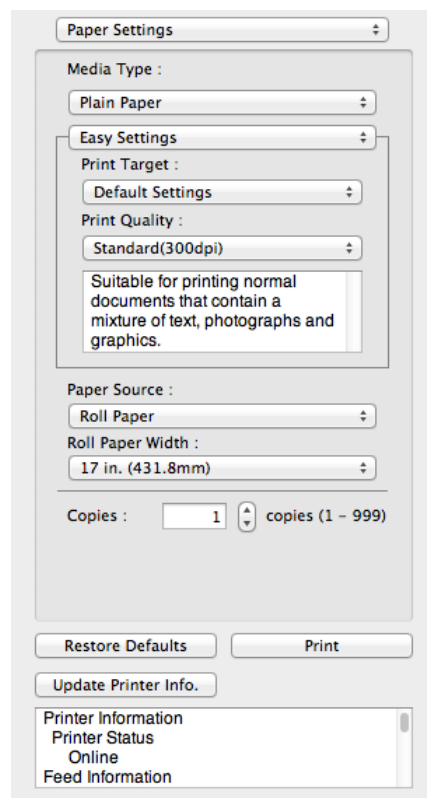 Paper Settings
Media Type :
Plain Paper
Easy Settings
Print Target :
Default Settings
Print Quality :
Standard(300dpi)
Suitable for printing normal
documents that contain a
mixture of text, photographs and
graphics.
Paper Source :
Roll Paper
Roll Paper Width :
17 in. (431.8mm)
Copies : 1 copies (1 – 999)
Restore Defaults Print
Update Printer Info.
Printer Information
Printer Status
Online
Feed Information